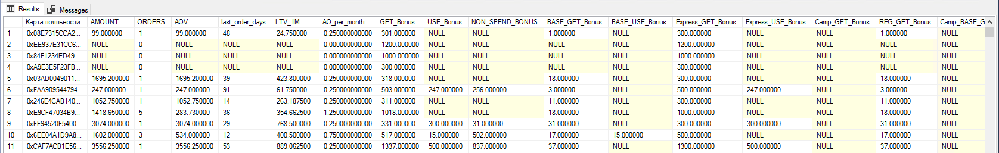 Results Messages
Карта лояльности AMOUNT ORDERS AOV last_order_days LTV_1M AO_per_month GET_Bonus USE_Bonus NON_SPEND_BONUS BASE_GET_Bonus BASE_USE_Bonus Express_GET_Bonus Express_USE_Bonus Camp_GET_Bonus REG_GET_Bonus Camp_BASE_G
1 0x08E7315CCA2... 99.000000 1 99.000000 48 24.750000 0.250000000000 301.000000 NULL NULL 1.000000 NULL 300.000000 NULL NULL 1.000000 NULL
2 0xEE937E31CC6... NULL 0 NULL NULL NULL 0.000000000000 1200.000000 NULL NULL NULL NULL 1200.000000 NULL NULL NULL NULL
3 0x84F1234ED49... NULL 0 NULL NULL NULL 0.000000000000 1000.000000 NULL NULL NULL NULL 1000.000000 NULL NULL NULL NULL
4 0xA9E3E5F23FB... NULL 0 NULL NULL NULL 0.000000000000 300.000000 NULL NULL NULL NULL 300.000000 NULL NULL NULL NULL
5 0x03AD0049011... 1695.200000 1 1695.200000 39 423.800000 0.250000000000 318.000000 NULL NULL 18.000000 NULL 300.000000 NULL NULL 18.000000 NULL
6 0xFAA909544794... 247.000000 1 247.000000 91 61.750000 0.250000000000 503.000000 247.000000 256.000000 3.000000 NULL 500.000000 247.000000 NULL 3.000000 NULL
7 0x246E4CAB140... 1052.750000 1 1052.750000 14 263.187500 0.250000000000 311.000000 NULL NULL 11.000000 NULL 300.000000 NULL NULL 11.000000 NULL
8 0xE9CF47034B9... 1418.650000 5 283.730000 36 354.662500 1.250000000000 1018.000000 NULL NULL 18.000000 NULL 1000.000000 NULL NULL 18.000000 NULL
9 0xFF94520F5400... 3074.000000 1 3074.000000 29 768.500000 0.250000000000 331.000000 300.000000 31.000000 31.000000 NULL 300.000000 300.000000 NULL 31.000000 NULL
10 0x6EE04A1D9A8... 1602.000000 3 534.000000 12 400.500000 0.750000000000 517.000000 15.000000 502.000000 17.000000 15.000000 500.000000 NULL NULL 17.000000 NULL
11 0xCAF7ACB1E56... 3556.250000 1 3556.250000 53 889.062500 0.250000000000 1337.000000 500.000000 837.000000 37.000000 NULL 1300.000000 500.000000 NULL 37.000000 NULL